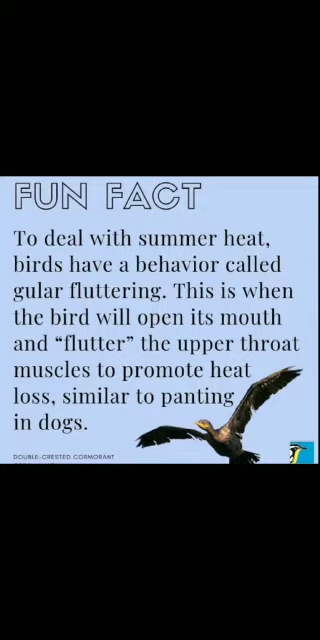 FUN FACT
To deal with summer heat,
birds have a behavior called
gular fluttering. This is when
the bird will open its mouth
and “flutter” the upper throat
muscles to promote heat
loss, similar to panting
in dogs.
DOUBLE-CRESTED CORMORANT